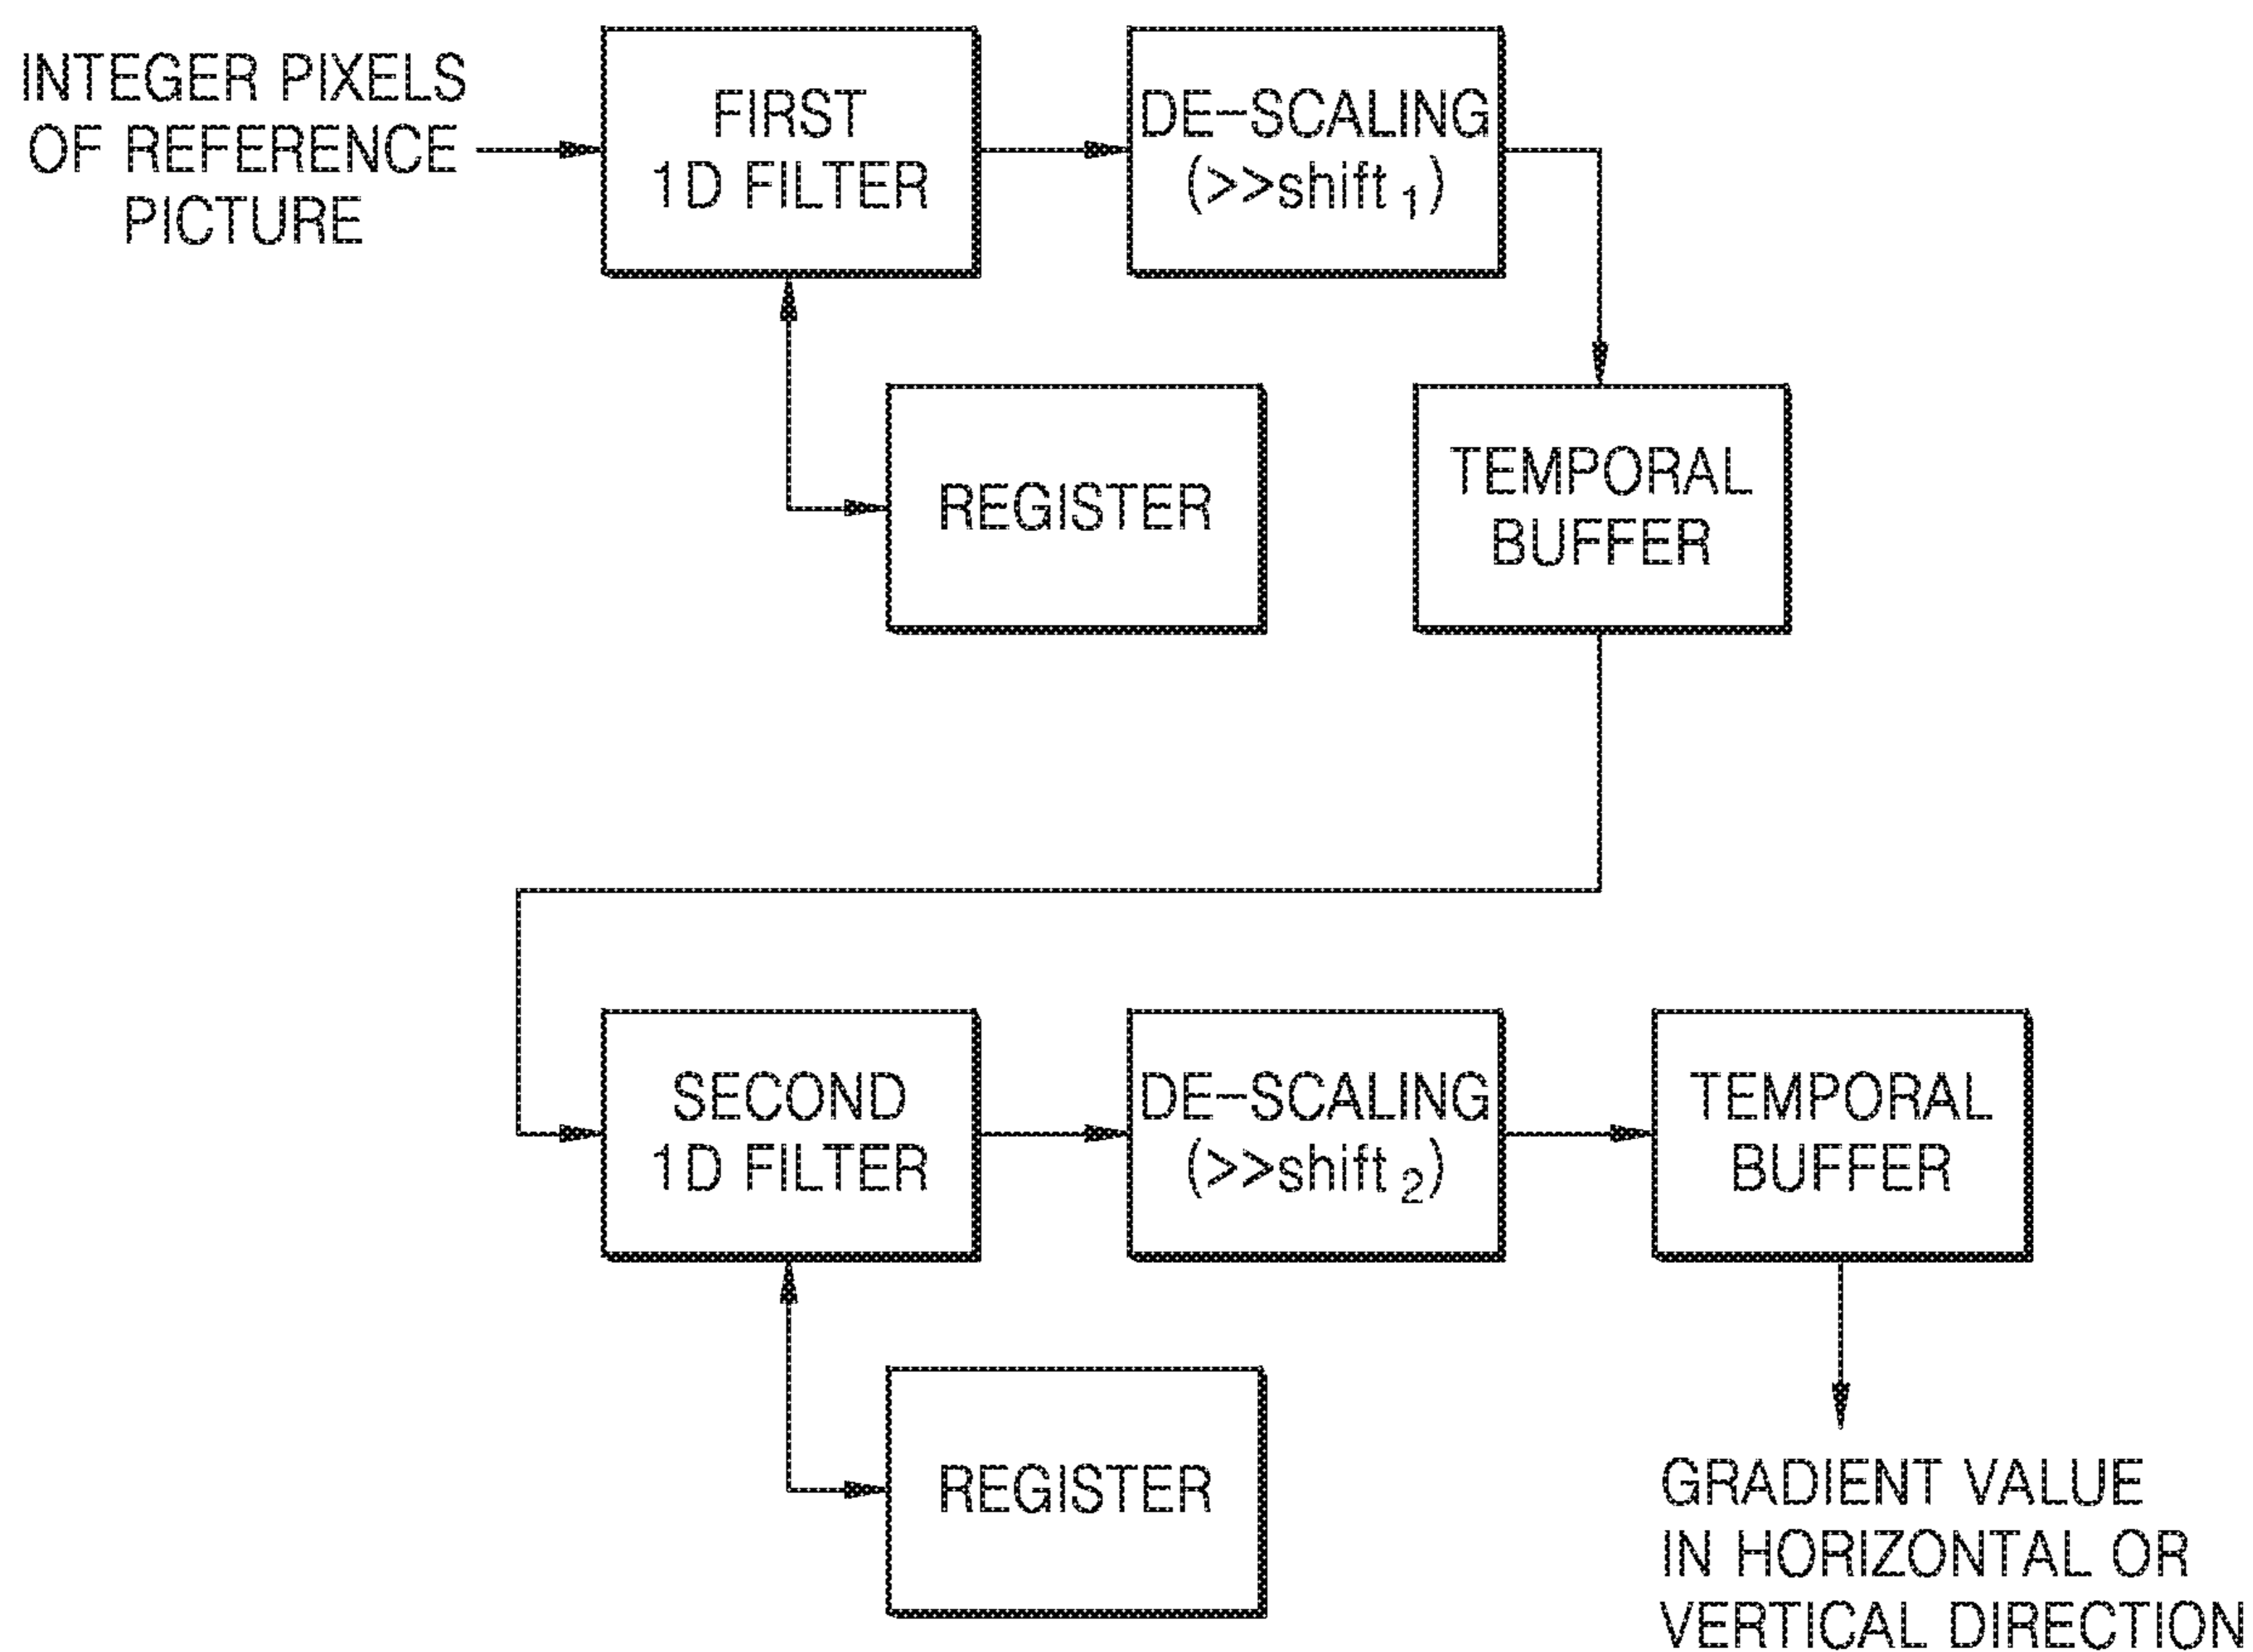 INTEGER PIXELS
OF REFERENCE
PICTURE
FIRST
1D FILTER
DE-SCALING
(>>shift 1)
REGISTER
TEMPORAL
BUFFER
SECOND
1D FILTER
DE-SCALING
(>>shift 2)
TEMPORAL
BUFFER
REGISTER
GRADIENT VALUE
IN HORIZONTAL OR
VERTICAL DIRECTION